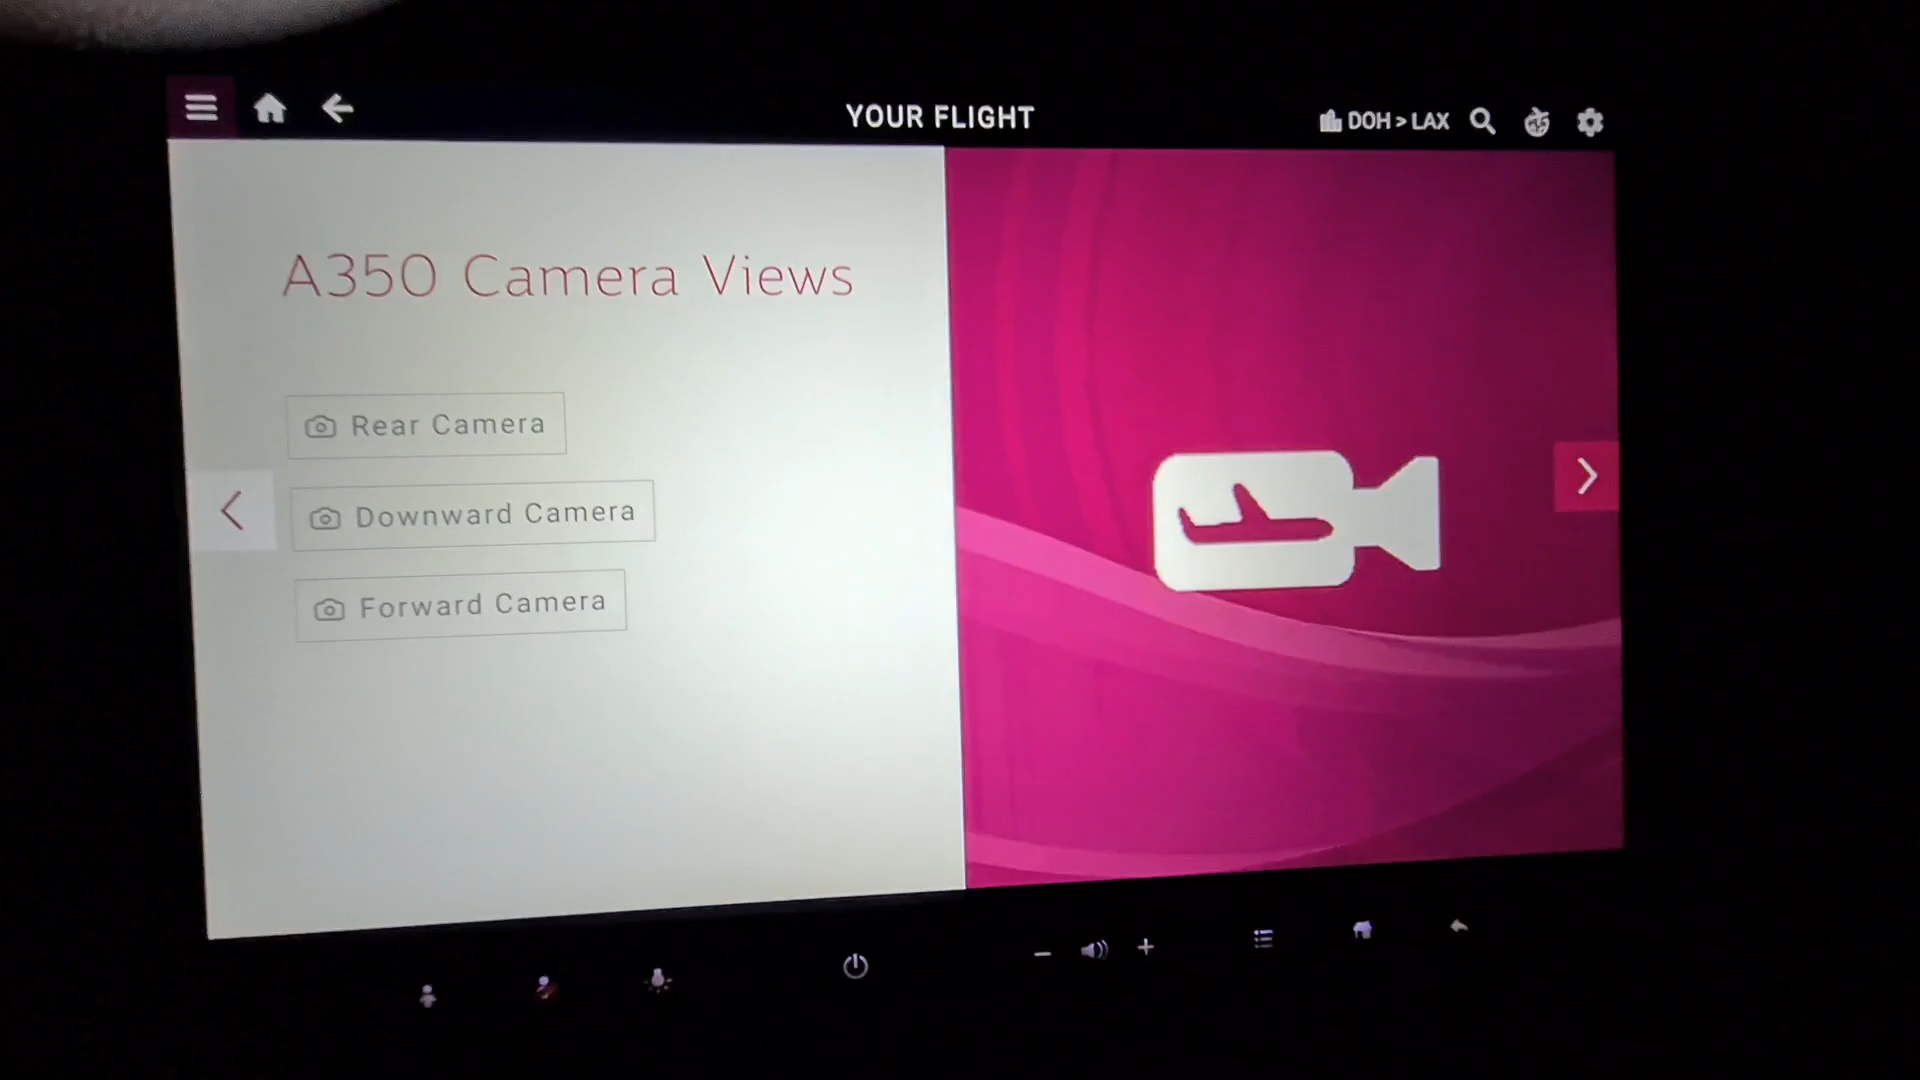 YOUR FLIGHT
DOH > LAX
A350 Camera Views
Rear Camera
Downward Camera
Forward Camera